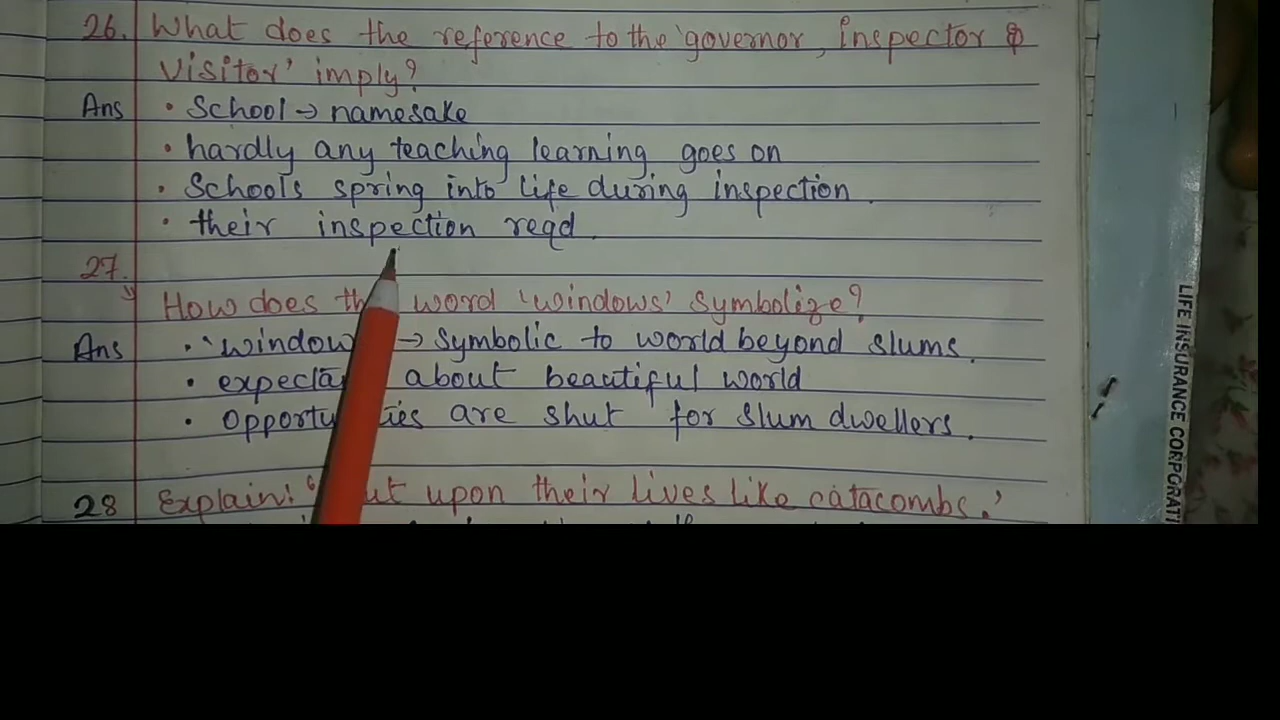 26. What does the reference to the 'governor, inspector &
visitor' imply?
Ans • School → namesake
• hardly any teaching learning goes on
• Schools spring into life during inspection.
• their inspection reqd.
27.
How does the word 'windows' symbolize?
Ans • 'window → Symbolic to world beyond slums.
• about beautiful world
• are shut for slum dwellers.
28 Explain: upon their lives like catacombs.'
LIFE INSURANCE CORPORATI